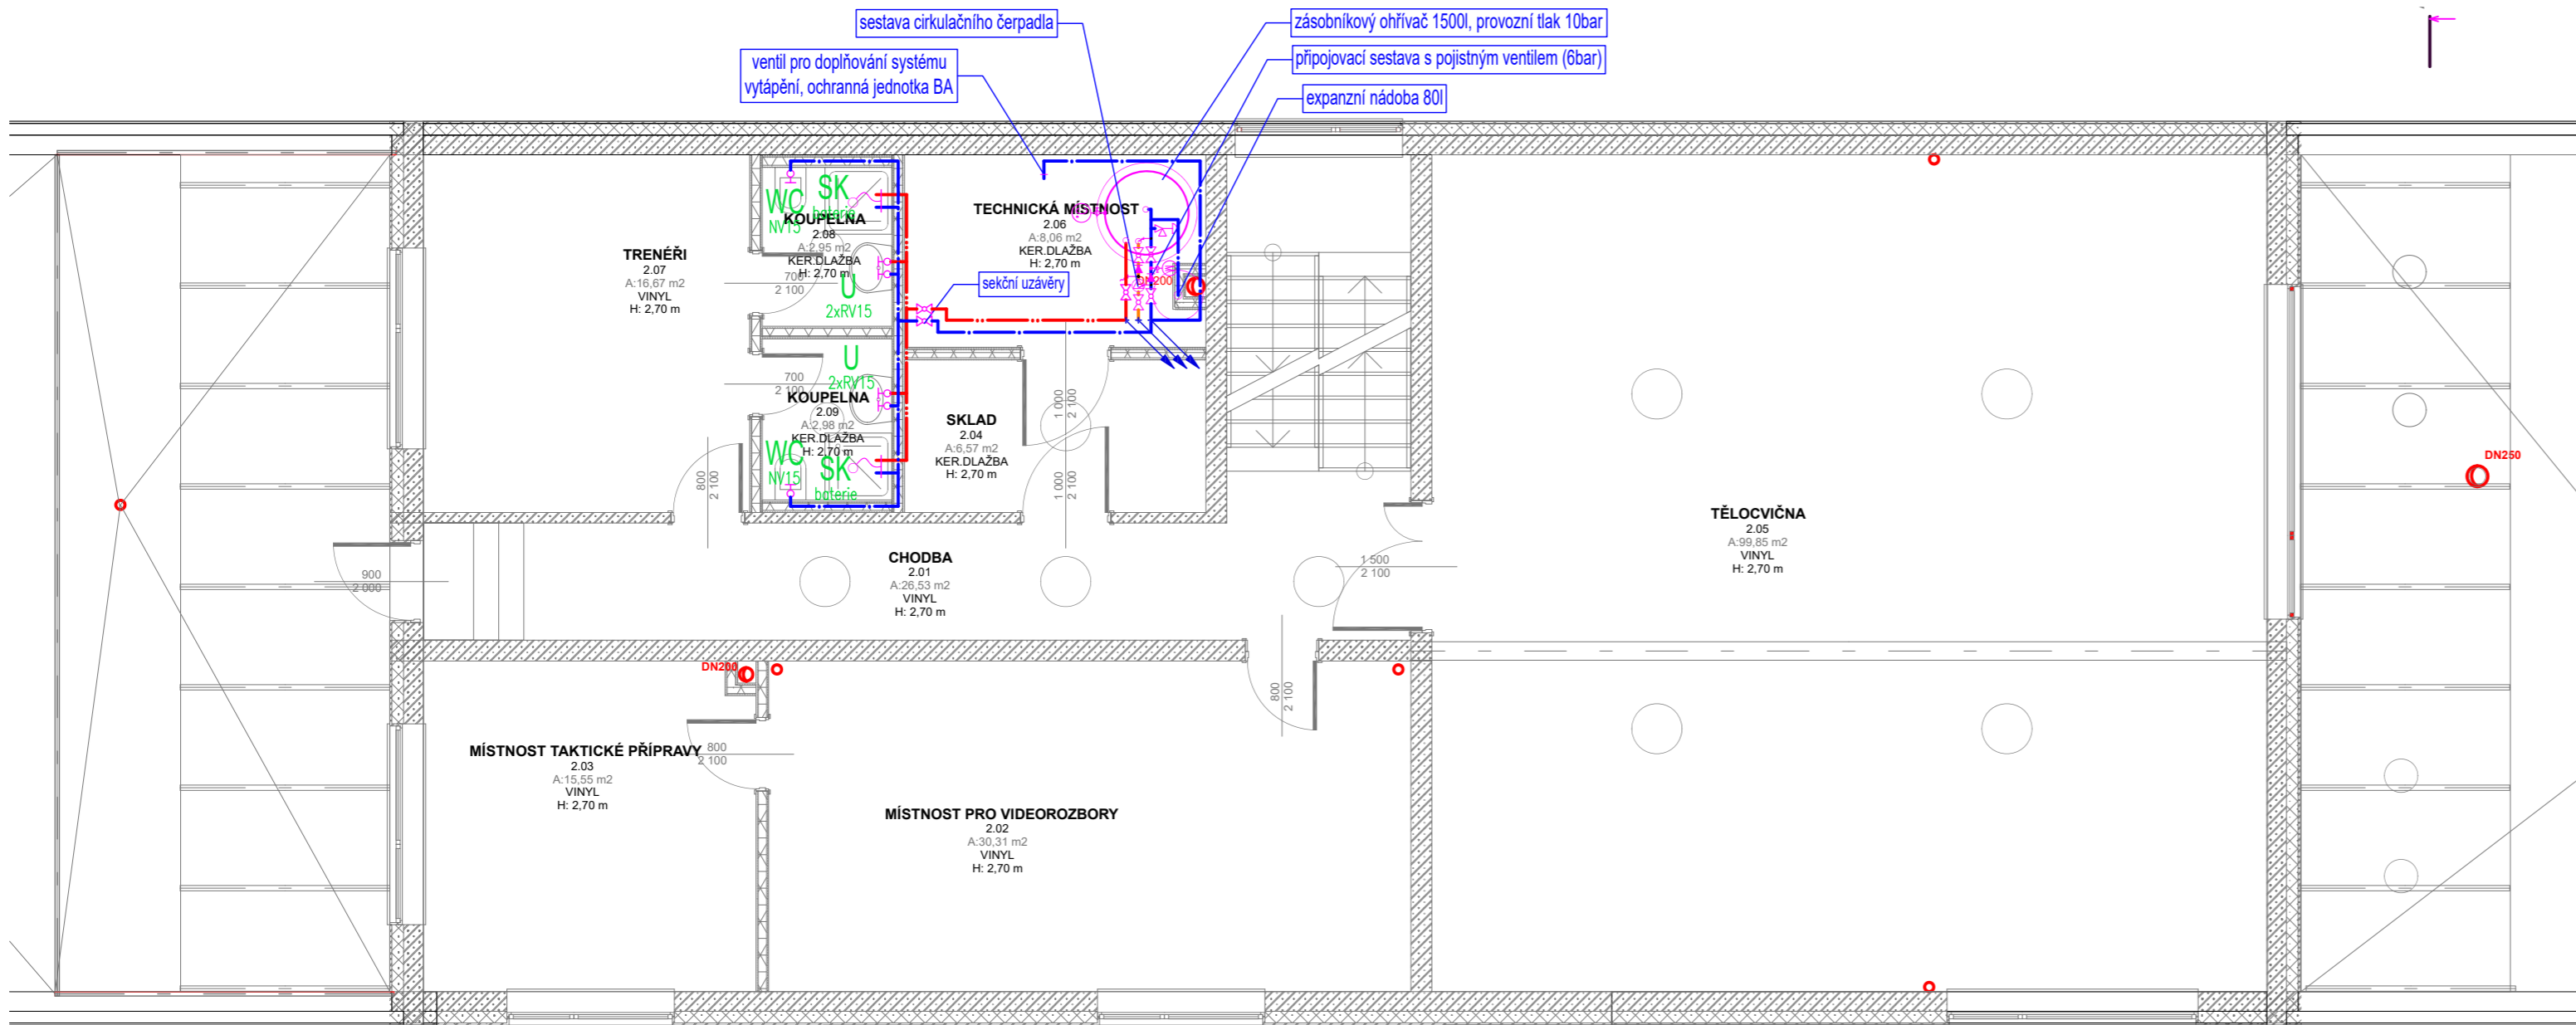 sestava cirkulačního čerpadla
zásobníkový ohřívač 1500l, provozní tlak 10bar
ventil pro doplňování systému
vytápění, ochranná jednotka BA
připojovací sestava s pojistným ventilem (6bar)
expanzní nádoba 80l
WC
NV15
SK
baterie
KOUPELNA
2.08
A:2,95 m2
KER.DLAŽBA
H: 2,70 m
700
2 100
U
2xRV15
TECHNICKÁ MÍSTNOST
2.06
A:8,06 m2
KER.DLAŽBA
H: 2,70 m
DN200
sekční uzávěry
TRENÉŘI
2.07
A:16,67 m2
VINYL
H: 2,70 m
U
2xRV15
700
2 100
KOUPELNA
2.09
A:2,98 m2
KER.DLAŽBA
H: 2,70 m
WC
NV15
SK
baterie
SKLAD
2.04
A:6,57 m2
KER.DLAŽBA
H: 2,70 m
1 000
2 100
1 000
2 100
800
2 100
DN250
TĚLOCVIČNA
2.05
A:99,85 m2
VINYL
H: 2,70 m
CHODBA
2.01
A:26,53 m2
VINYL
H: 2,70 m
900
2 000
1 500
2 100
DN200
800
2 100
MÍSTNOST TAKTICKÉ PŘÍPRAVY
2.03
A:15,55 m2
VINYL
H: 2,70 m
800
2 100
MÍSTNOST PRO VIDEOROZBORY
2.02
A:30,31 m2
VINYL
H: 2,70 m